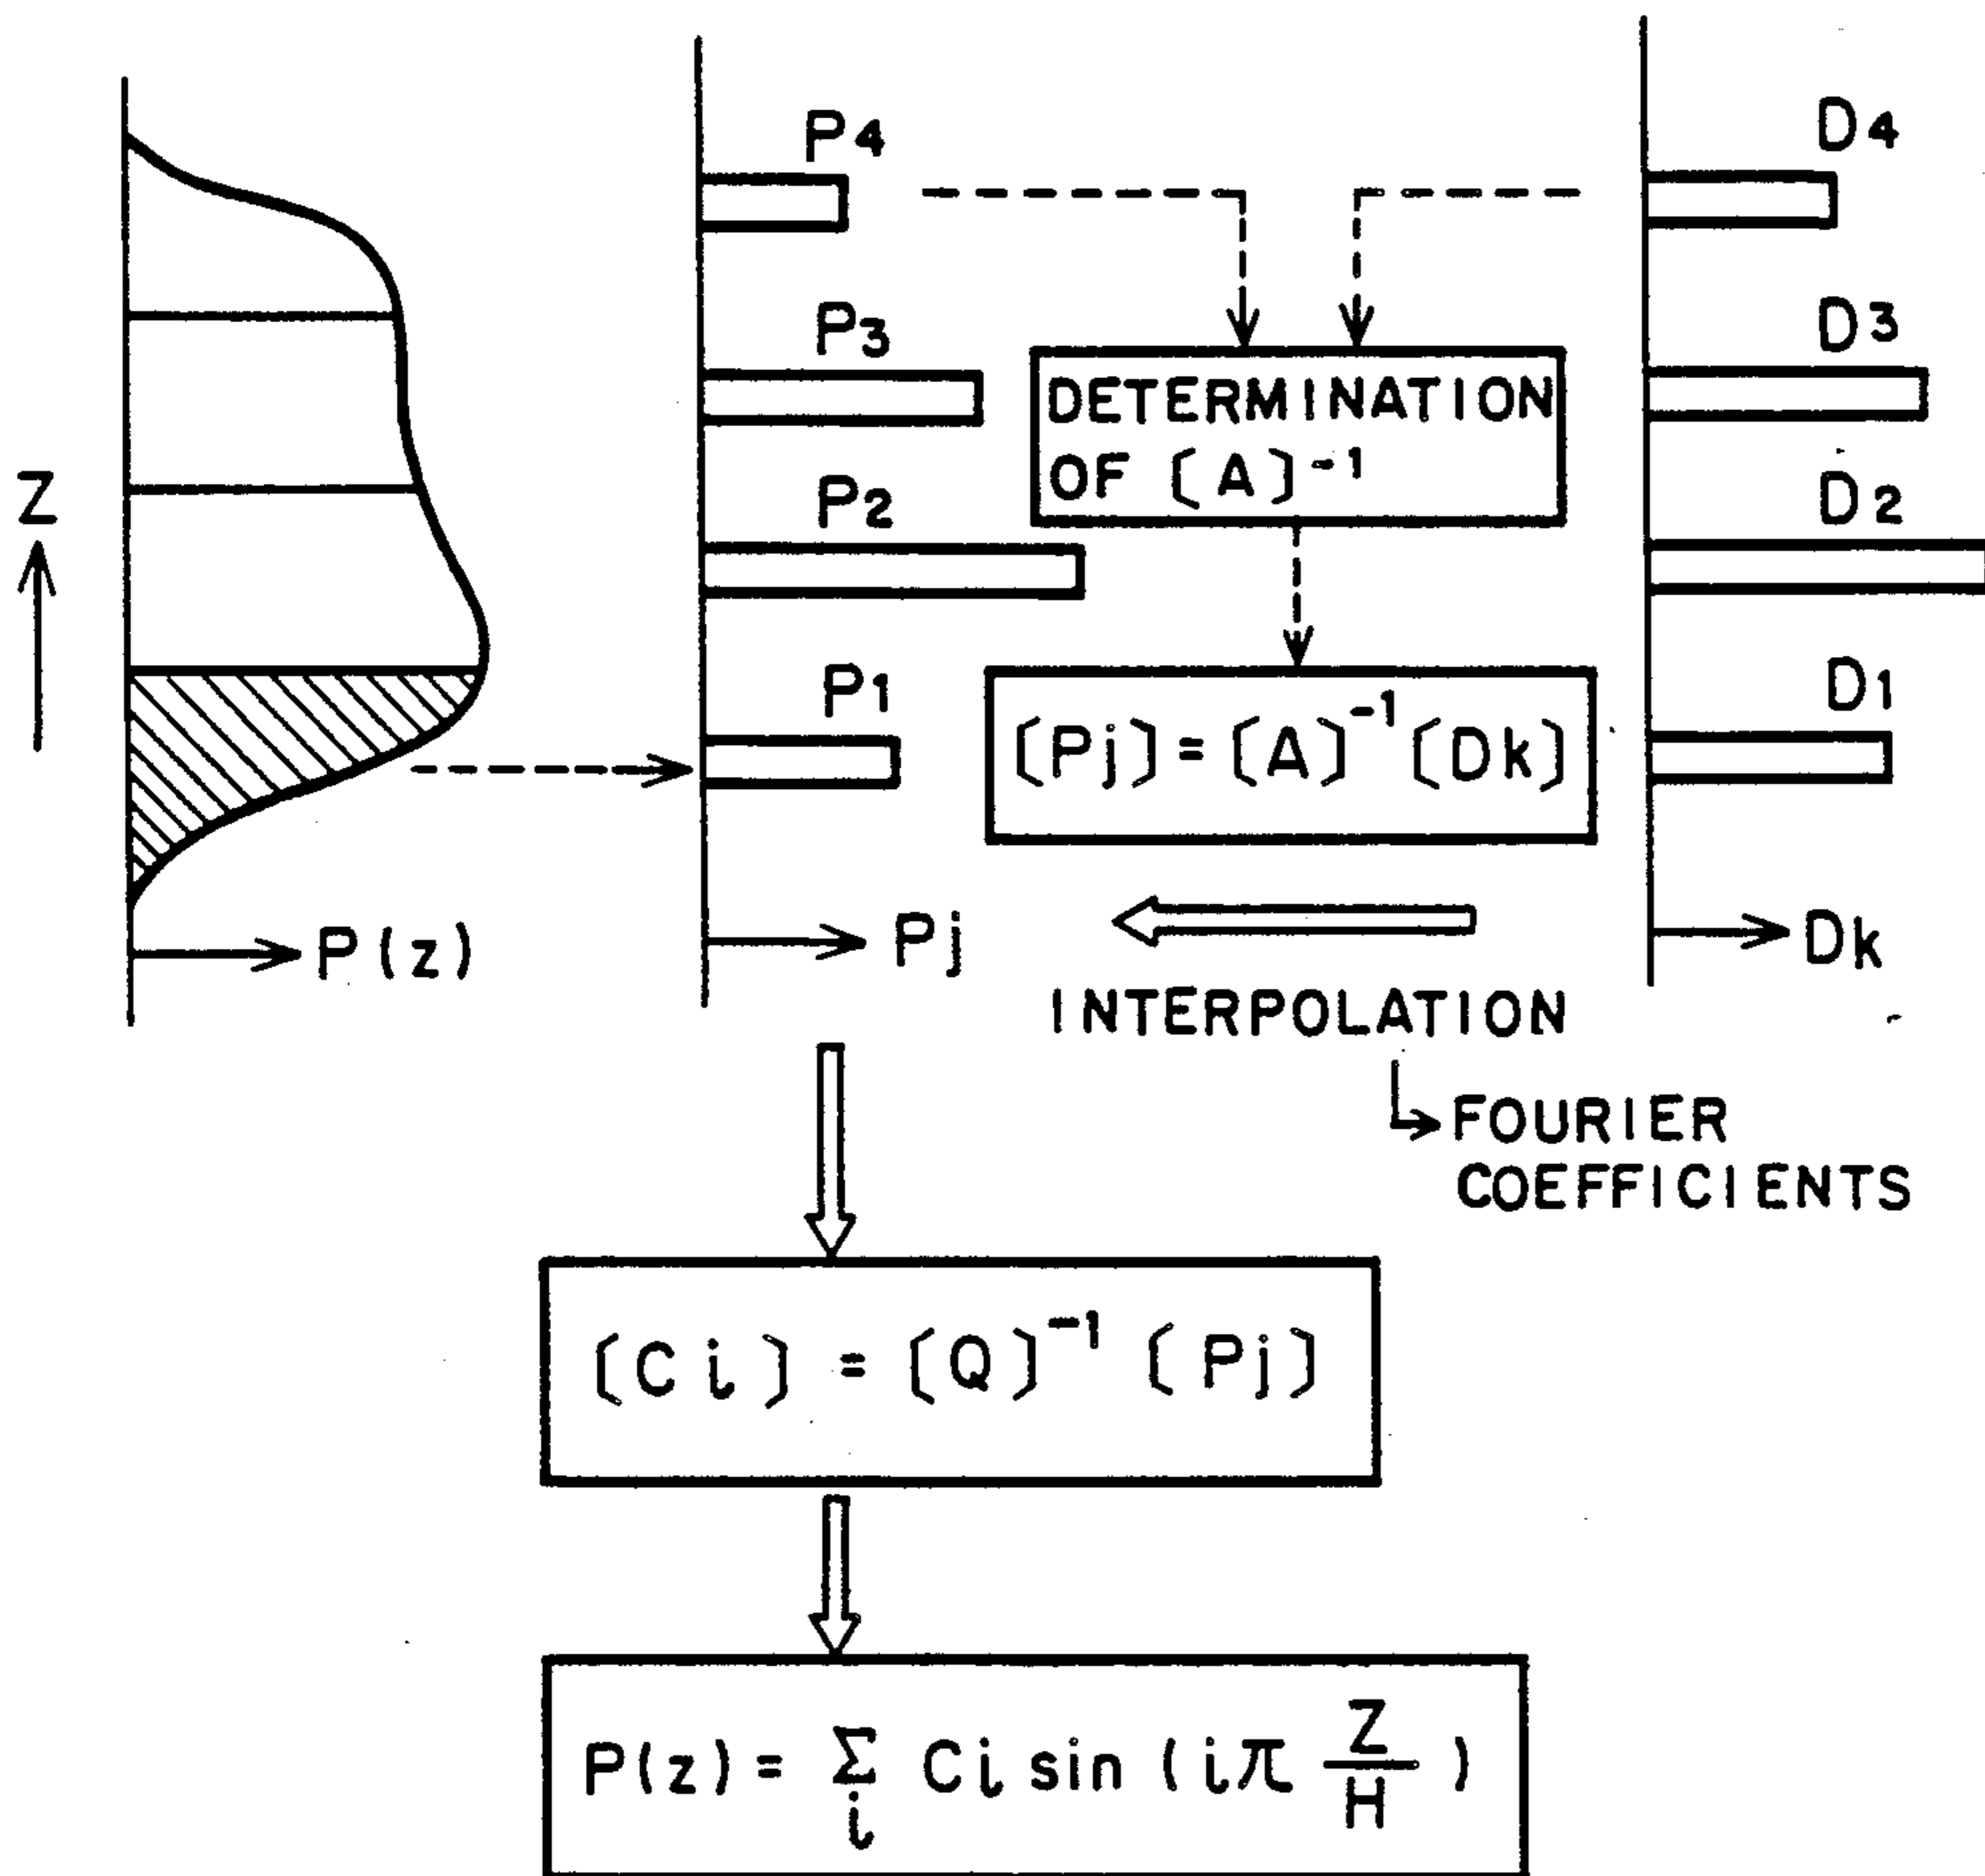 P4
D4
P3
D3
DETERMINATION
OF [A]⁻¹
Z
P2
D2
P1
D1
[Pj] = [A]⁻¹ [Dk]
P(z)
Pj
Dk
INTERPOLATION
FOURIER
COEFFICIENTS
[Ci] = [Q]⁻¹ [Pj]
P(z) = Σ_i Ci sin (iπ Z/H)